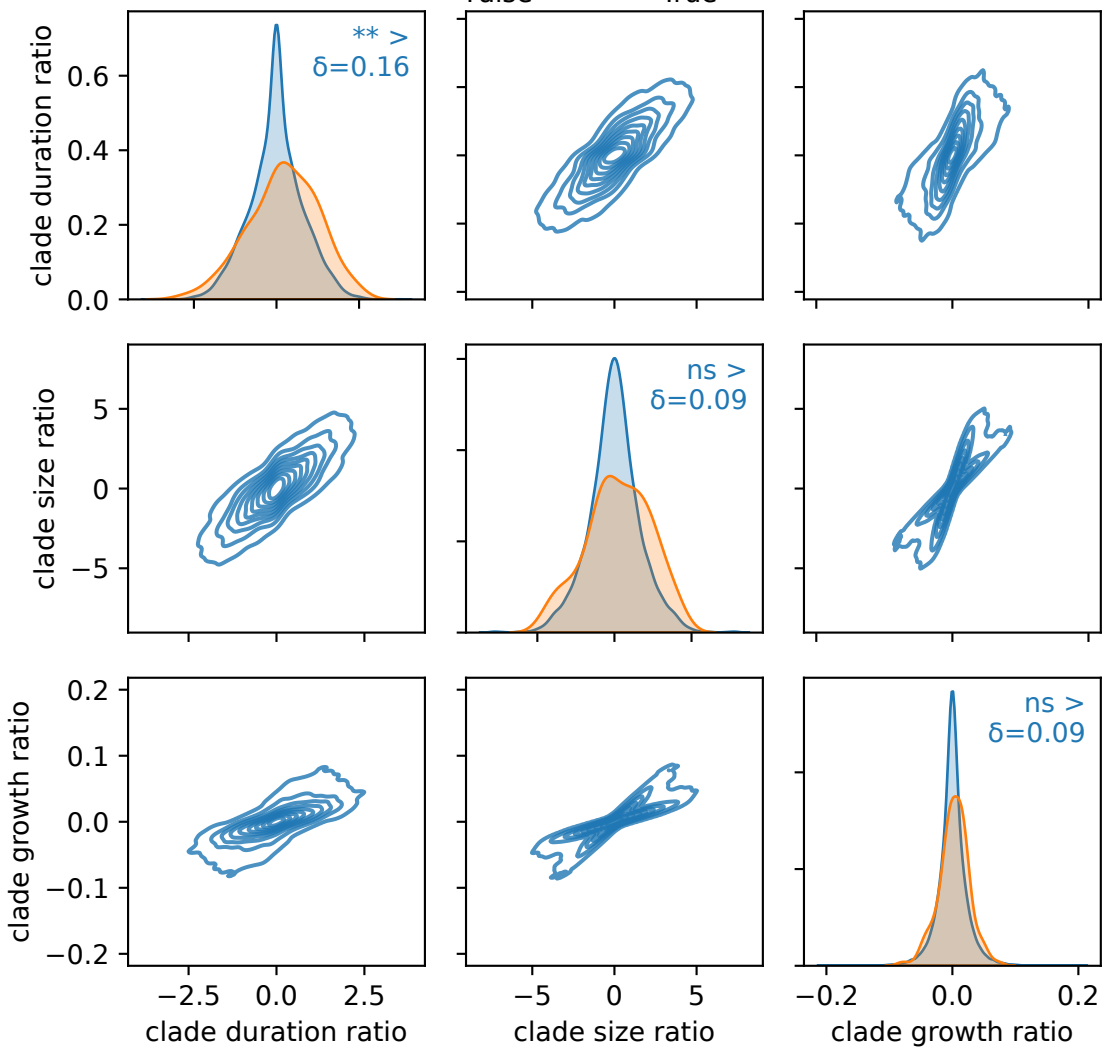 clade duration ratio
0.6
0.4
0.2
0.0
** >
δ=0.16
clade size ratio
5
0
−5
ns >
δ=0.09
clade growth ratio
0.2
0.1
0.0
−0.1
−0.2
ns >
δ=0.09
−2.5
0.0
2.5
−5
0
5
−0.2
0.0
0.2
clade duration ratio
clade size ratio
clade growth ratio